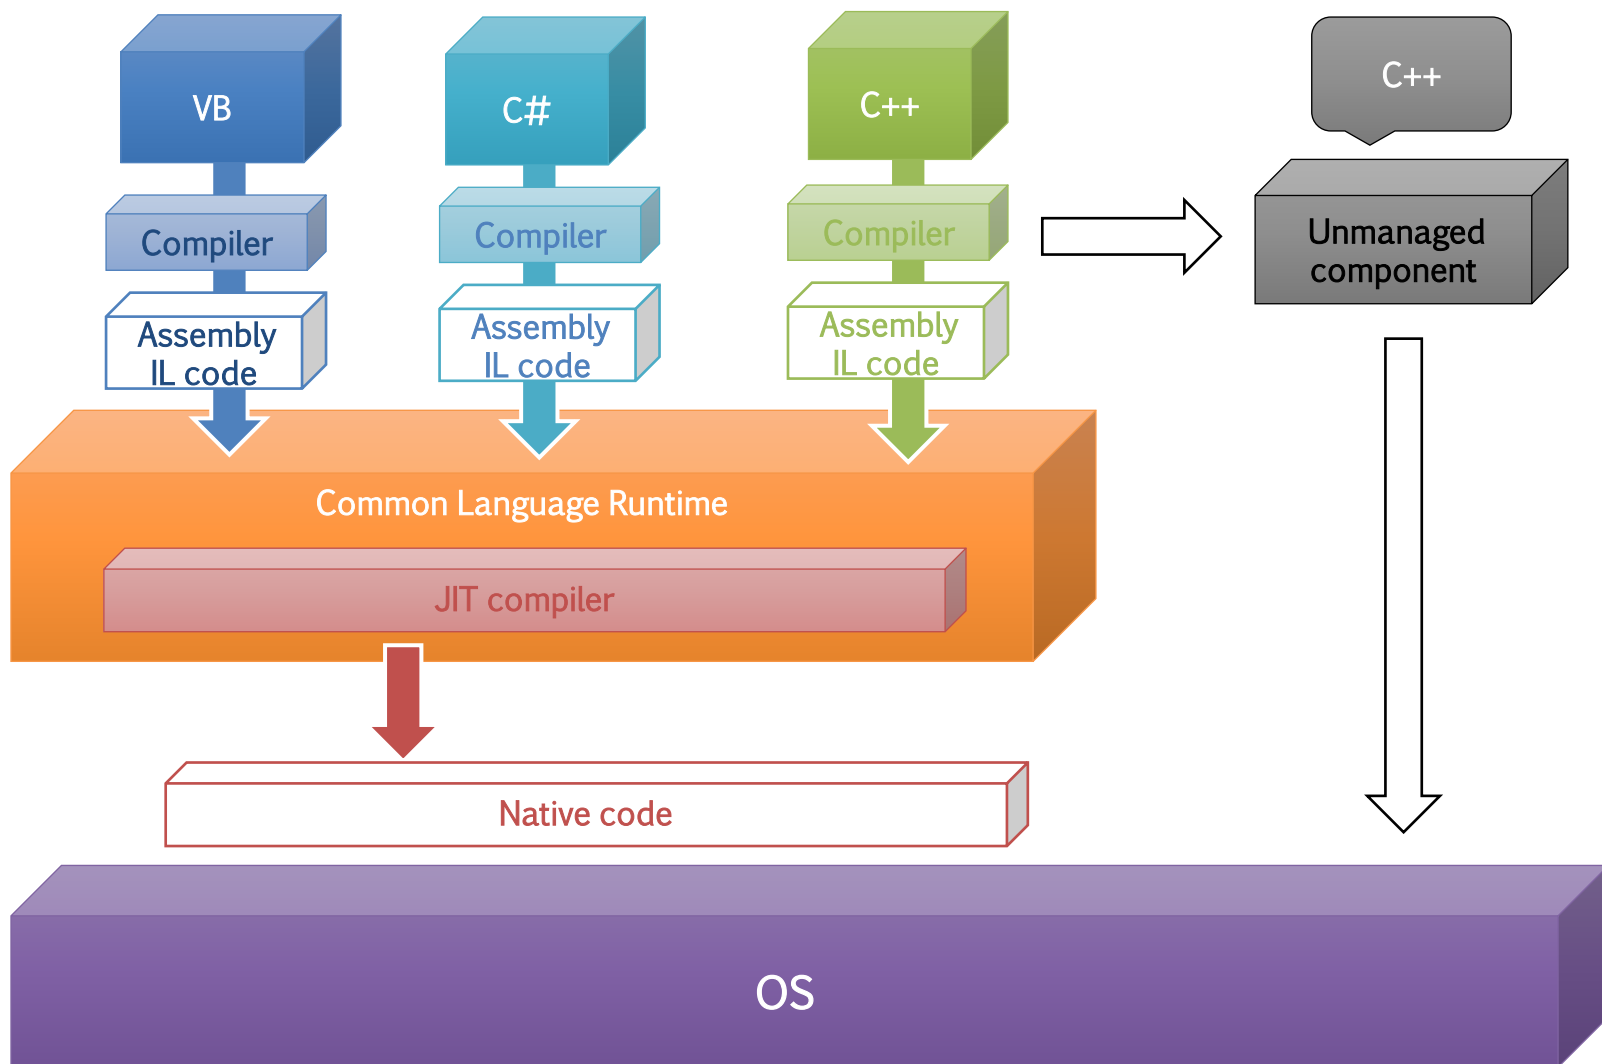 VB
C#
C++
C++
Compiler
Compiler
Compiler
Unmanaged
component
Assembly
IL code
Assembly
IL code
Assembly
IL code
Common Language Runtime
JIT compiler
Native code
OS